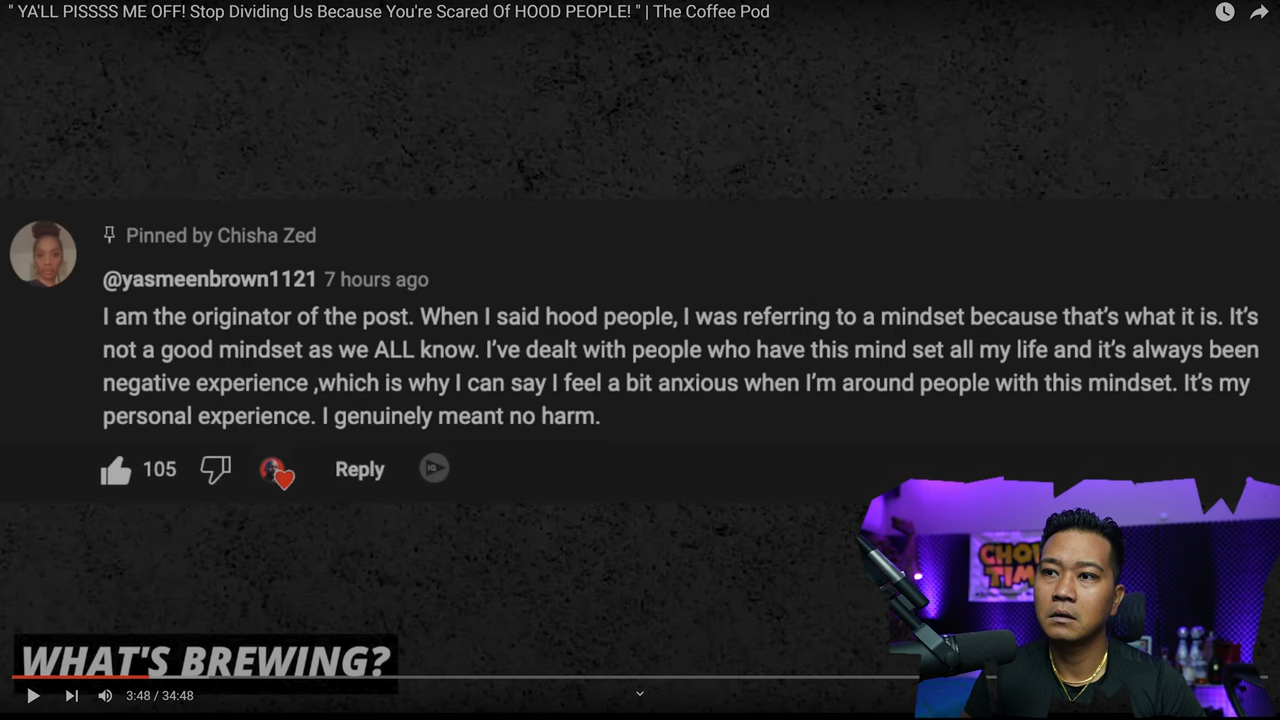 " YA'LL PISSSS ME OFF! Stop Dividing Us Because You're Scared Of HOOD PEOPLE! " | The Coffee Pod
Pinned by Chisha Zed
@yasmeenbrown1121 7 hours ago
I am the originator of the post. When I said hood people, I was referring to a mindset because that's what it is. It's
not a good mindset as we ALL know. I've dealt with people who have this mind set all my life and it's always been
negative experience ,which is why I can say I feel a bit anxious when I'm around people with this mindset. It's my
personal experience. I genuinely meant no harm.
105 Reply
WHAT'S BREWING?
3:48 / 34:48